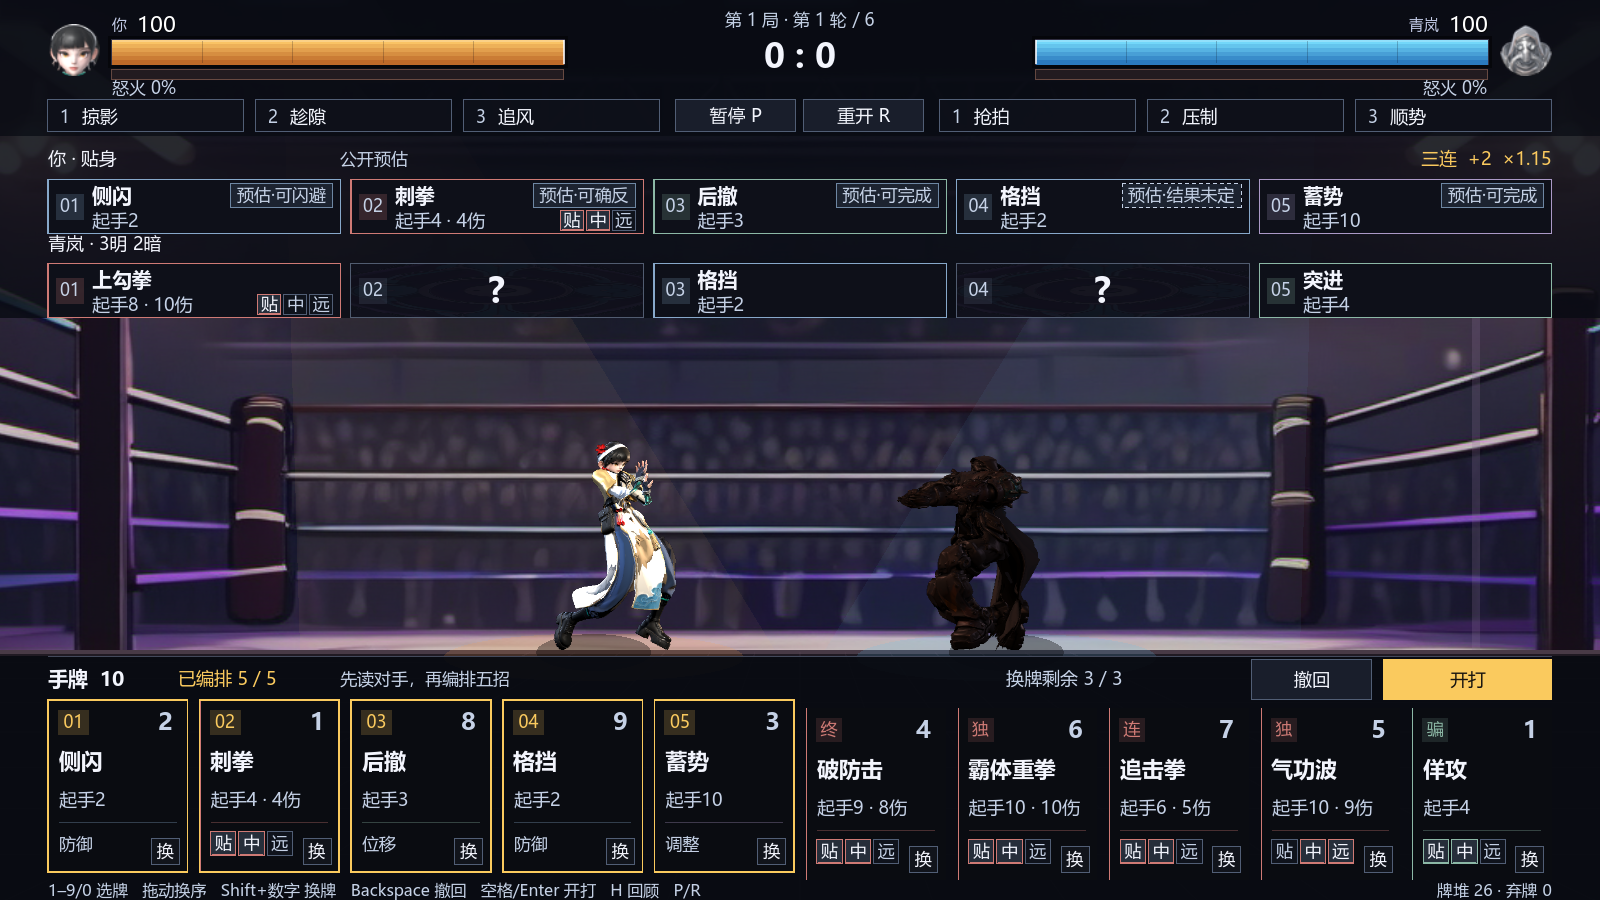 你 100
第 1 局 · 第 1 轮 / 6
青岚 100
0 : 0
怒火 0%
怒火 0%
1 掠影
2 趁隙
3 追风
暂停 P
重开 R
1 抢拍
2 压制
3 顺势
你 · 贴身
公开预估
三连 +2 ×1.15
01 侧闪 预估·可闪避
起手2
02 刺拳 预估·可确反
起手4 · 4伤 贴 中 远
03 后撤 预估·可完成
起手3
04 格挡 预估·结果未定
起手2
05 蓄势 预估·可完成
起手10
青岚 · 3明 2暗
01 上勾拳
起手8 · 10伤 贴 中 远
02 ?
03 格挡
起手2
04 ?
05 突进
起手4
手牌 10
已编排 5 / 5
先读对手，再编排五招
换牌剩余 3 / 3
撤回
开打
01 2
侧闪
起手2
防御 换
02 1
刺拳
起手4 · 4伤
贴 中 远 换
03 8
后撤
起手3
位移 换
04 9
格挡
起手2
防御 换
05 3
蓄势
起手10
调整 换
终 4
破防击
起手9 · 8伤
贴 中 远 换
独 6
霸体重拳
起手10 · 10伤
贴 中 远 换
连 7
追击拳
起手6 · 5伤
贴 中 远 换
独 5
气功波
起手10 · 9伤
贴 中 远 换
骗 1
佯攻
起手4
贴 中 远 换
1–9/0 选牌 拖动换序 Shift+数字 换牌 Backspace 撤回 空格/Enter 开打 H 回顾 P/R
牌堆 26 · 弃牌 0